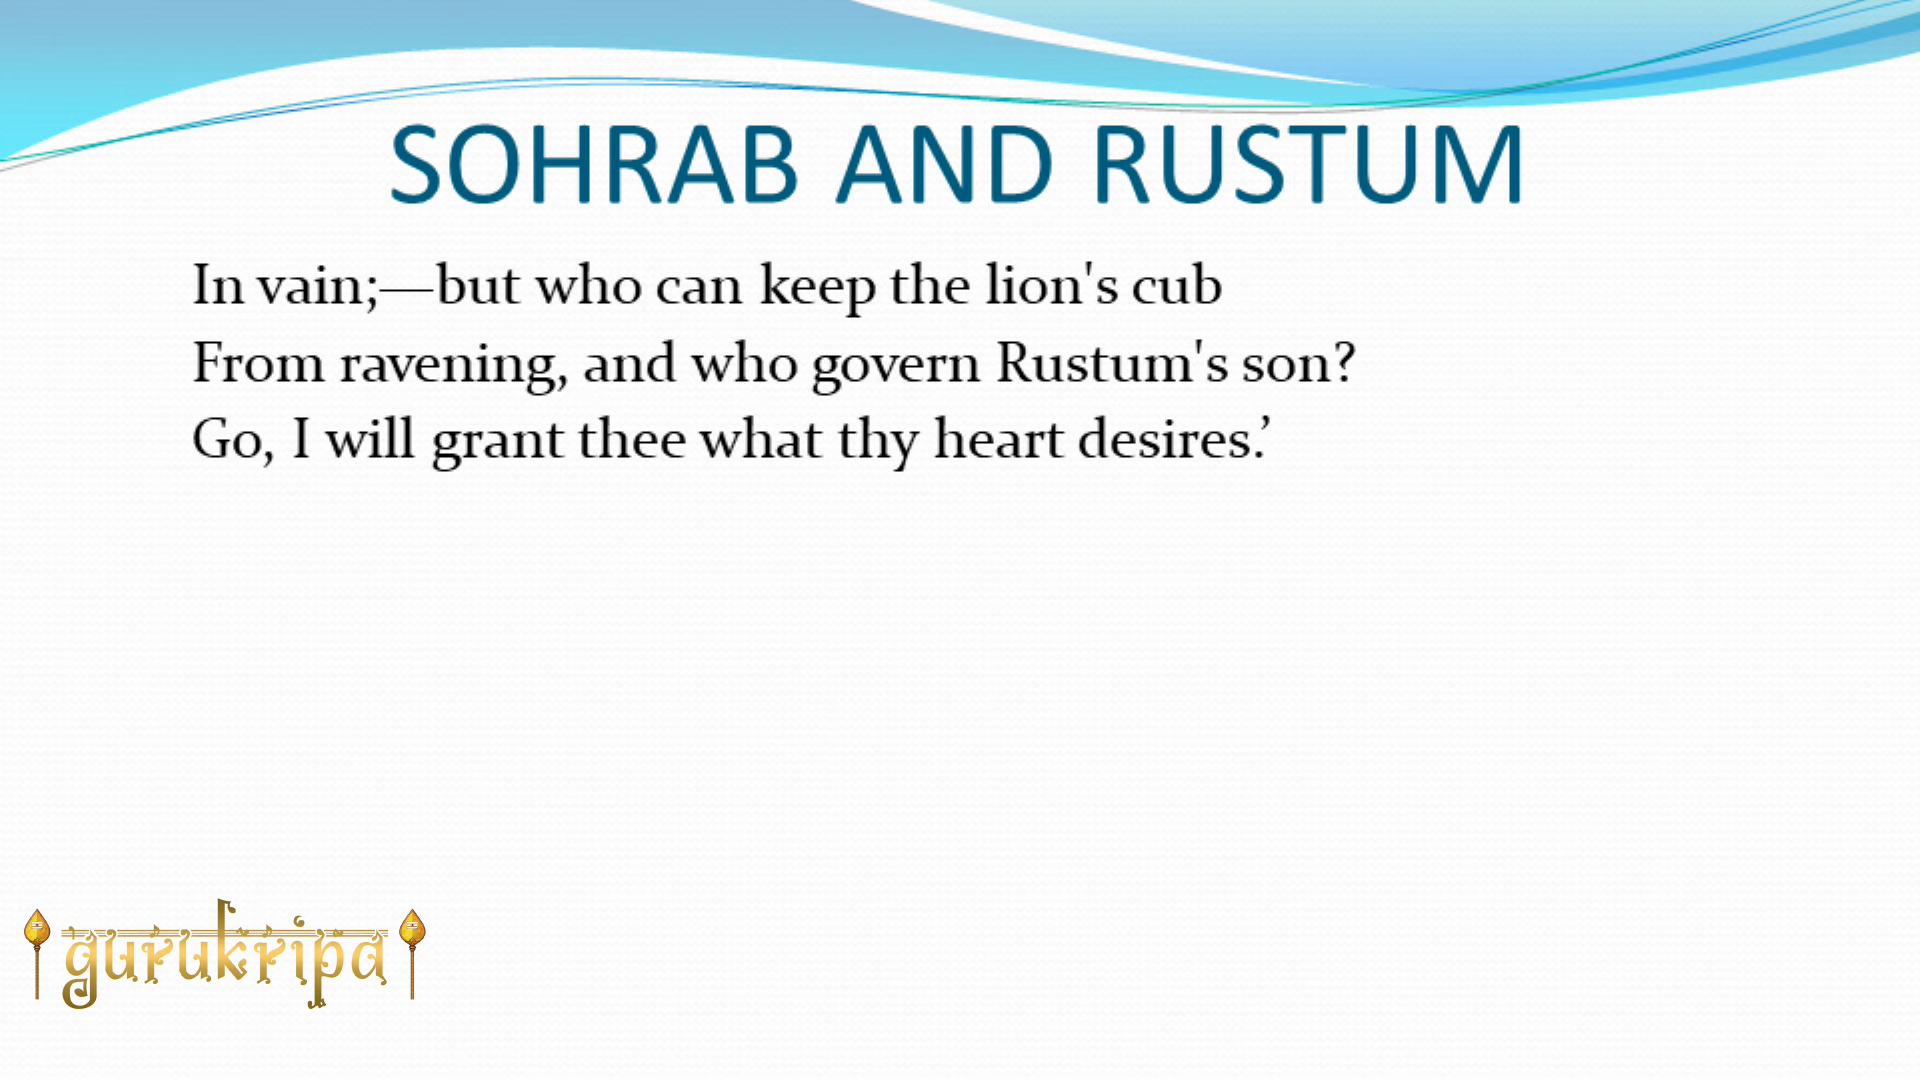 SOHRAB AND RUSTUM
In vain;—but who can keep the lion's cub
From ravening, and who govern Rustum's son?
Go, I will grant thee what thy heart desires.’
gurukripa